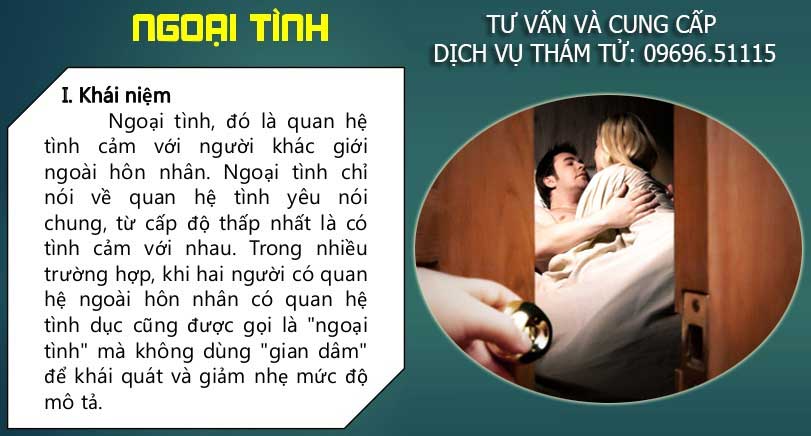 NGOẠI TÌNH
TƯ VẤN VÀ CUNG CẤP
DỊCH VỤ THÁM TỬ: 09696.51115
I. Khái niệm
Ngoại tình, đó là quan hệ
tình cảm với người khác giới
ngoài hôn nhân. Ngoại tình chỉ
nói về quan hệ tình yêu nói
chung, từ cấp độ thấp nhất là có
tình cảm với nhau. Trong nhiều
trường hợp, khi hai người có quan
hệ ngoài hôn nhân có quan hệ
tình dục cũng được gọi là "ngoại
tình" mà không dùng "gian dâm"
để khái quát và giảm nhẹ mức độ
mô tả.